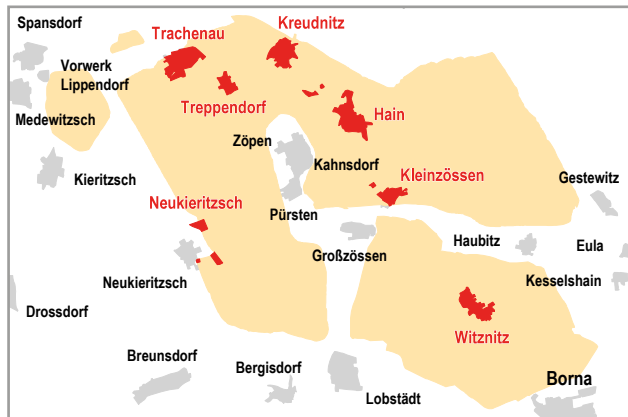 Spansdorf
Trachenau
Kreudnitz
Vorwerk
Lippendorf
Treppendorf
Medewitzsch
Hain
Zöpen
Kahnsdorf
Kieritzsch
Kleinzössen
Gestewitz
Neukieritzsch
Pürsten
Großzössen
Haubitz
Eula
Neukieritzsch
Kesselshain
Drossdorf
Witznitz
Breunsdorf
Bergisdorf
Borna
Lobstädt